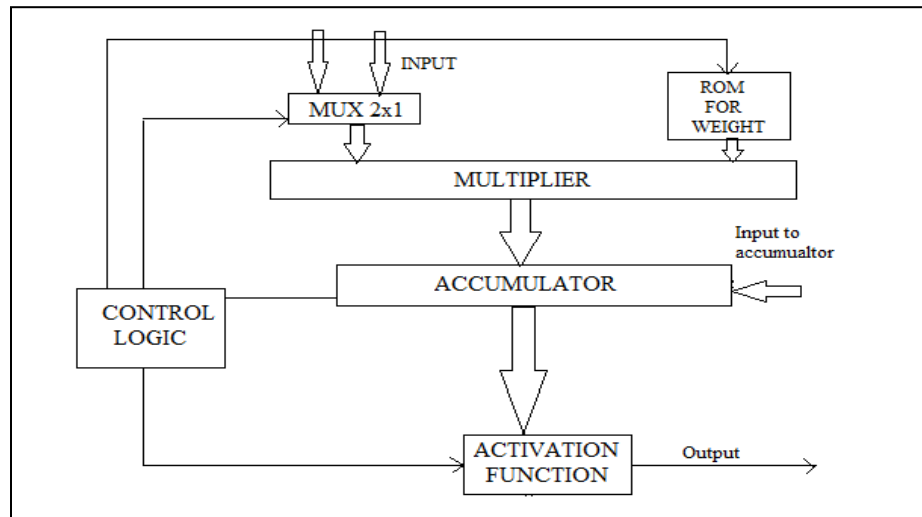 INPUT
MUX 2x1
ROM
FOR
WEIGHT
MULTIPLIER
Input to
accumualtor
ACCUMULATOR
CONTROL
LOGIC
ACTIVATION
FUNCTION
Output